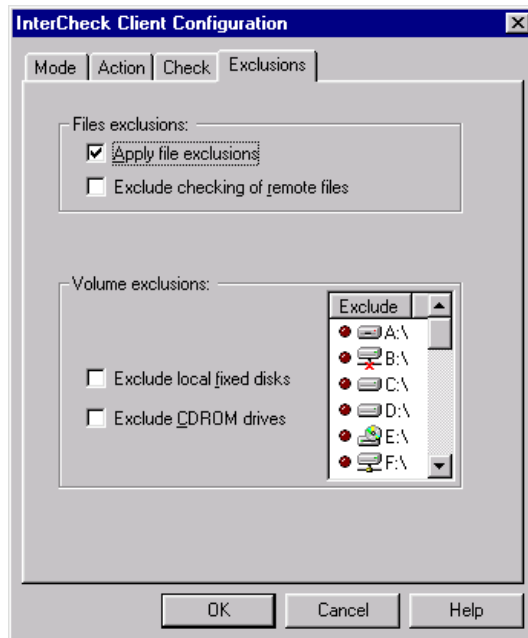 InterCheck Client Configuration
Mode Action Check Exclusions
Files exclusions:
Apply file exclusions
Exclude checking of remote files
Volume exclusions:
Exclude
A:\
B:\
C:\
Exclude local fixed disks
D:\
Exclude CDROM drives
E:\
F:\
OK Cancel Help